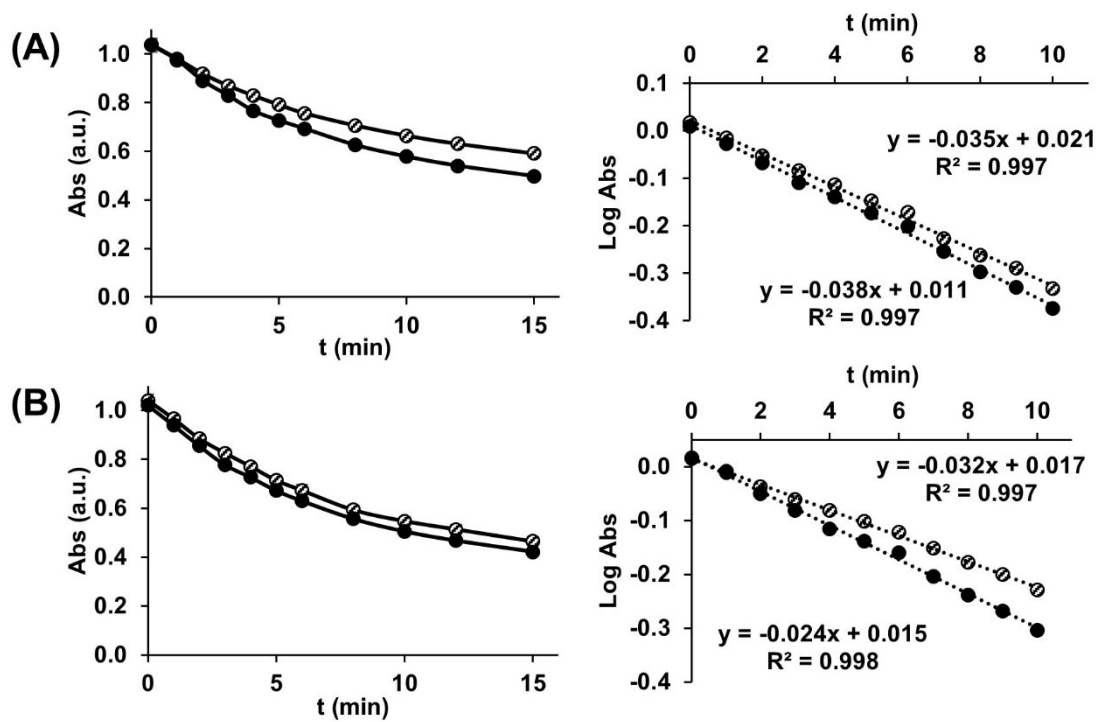 (A)
Abs (a.u.)
1.0
0.8
0.6
0.4
0.2
0.0
0 5 10 15
t (min)
t (min)
0 2 4 6 8 10
Log Abs
0.1
0.0
-0.1
-0.2
-0.3
-0.4
y = -0.035x + 0.021
R² = 0.997
y = -0.038x + 0.011
R² = 0.997
(B)
Abs (a.u.)
1.0
0.8
0.6
0.4
0.2
0.0
0 5 10 15
t (min)
t (min)
0 2 4 6 8 10
Log Abs
0.0
-0.1
-0.2
-0.3
-0.4
y = -0.032x + 0.017
R² = 0.997
y = -0.024x + 0.015
R² = 0.998